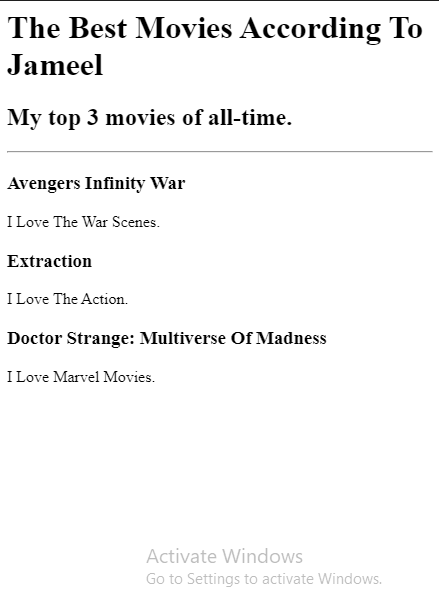 The Best Movies According To
Jameel
My top 3 movies of all-time.
Avengers Infinity War
I Love The War Scenes.
Extraction
I Love The Action.
Doctor Strange: Multiverse Of Madness
I Love Marvel Movies.
Activate Windows
Go to Settings to activate Windows.